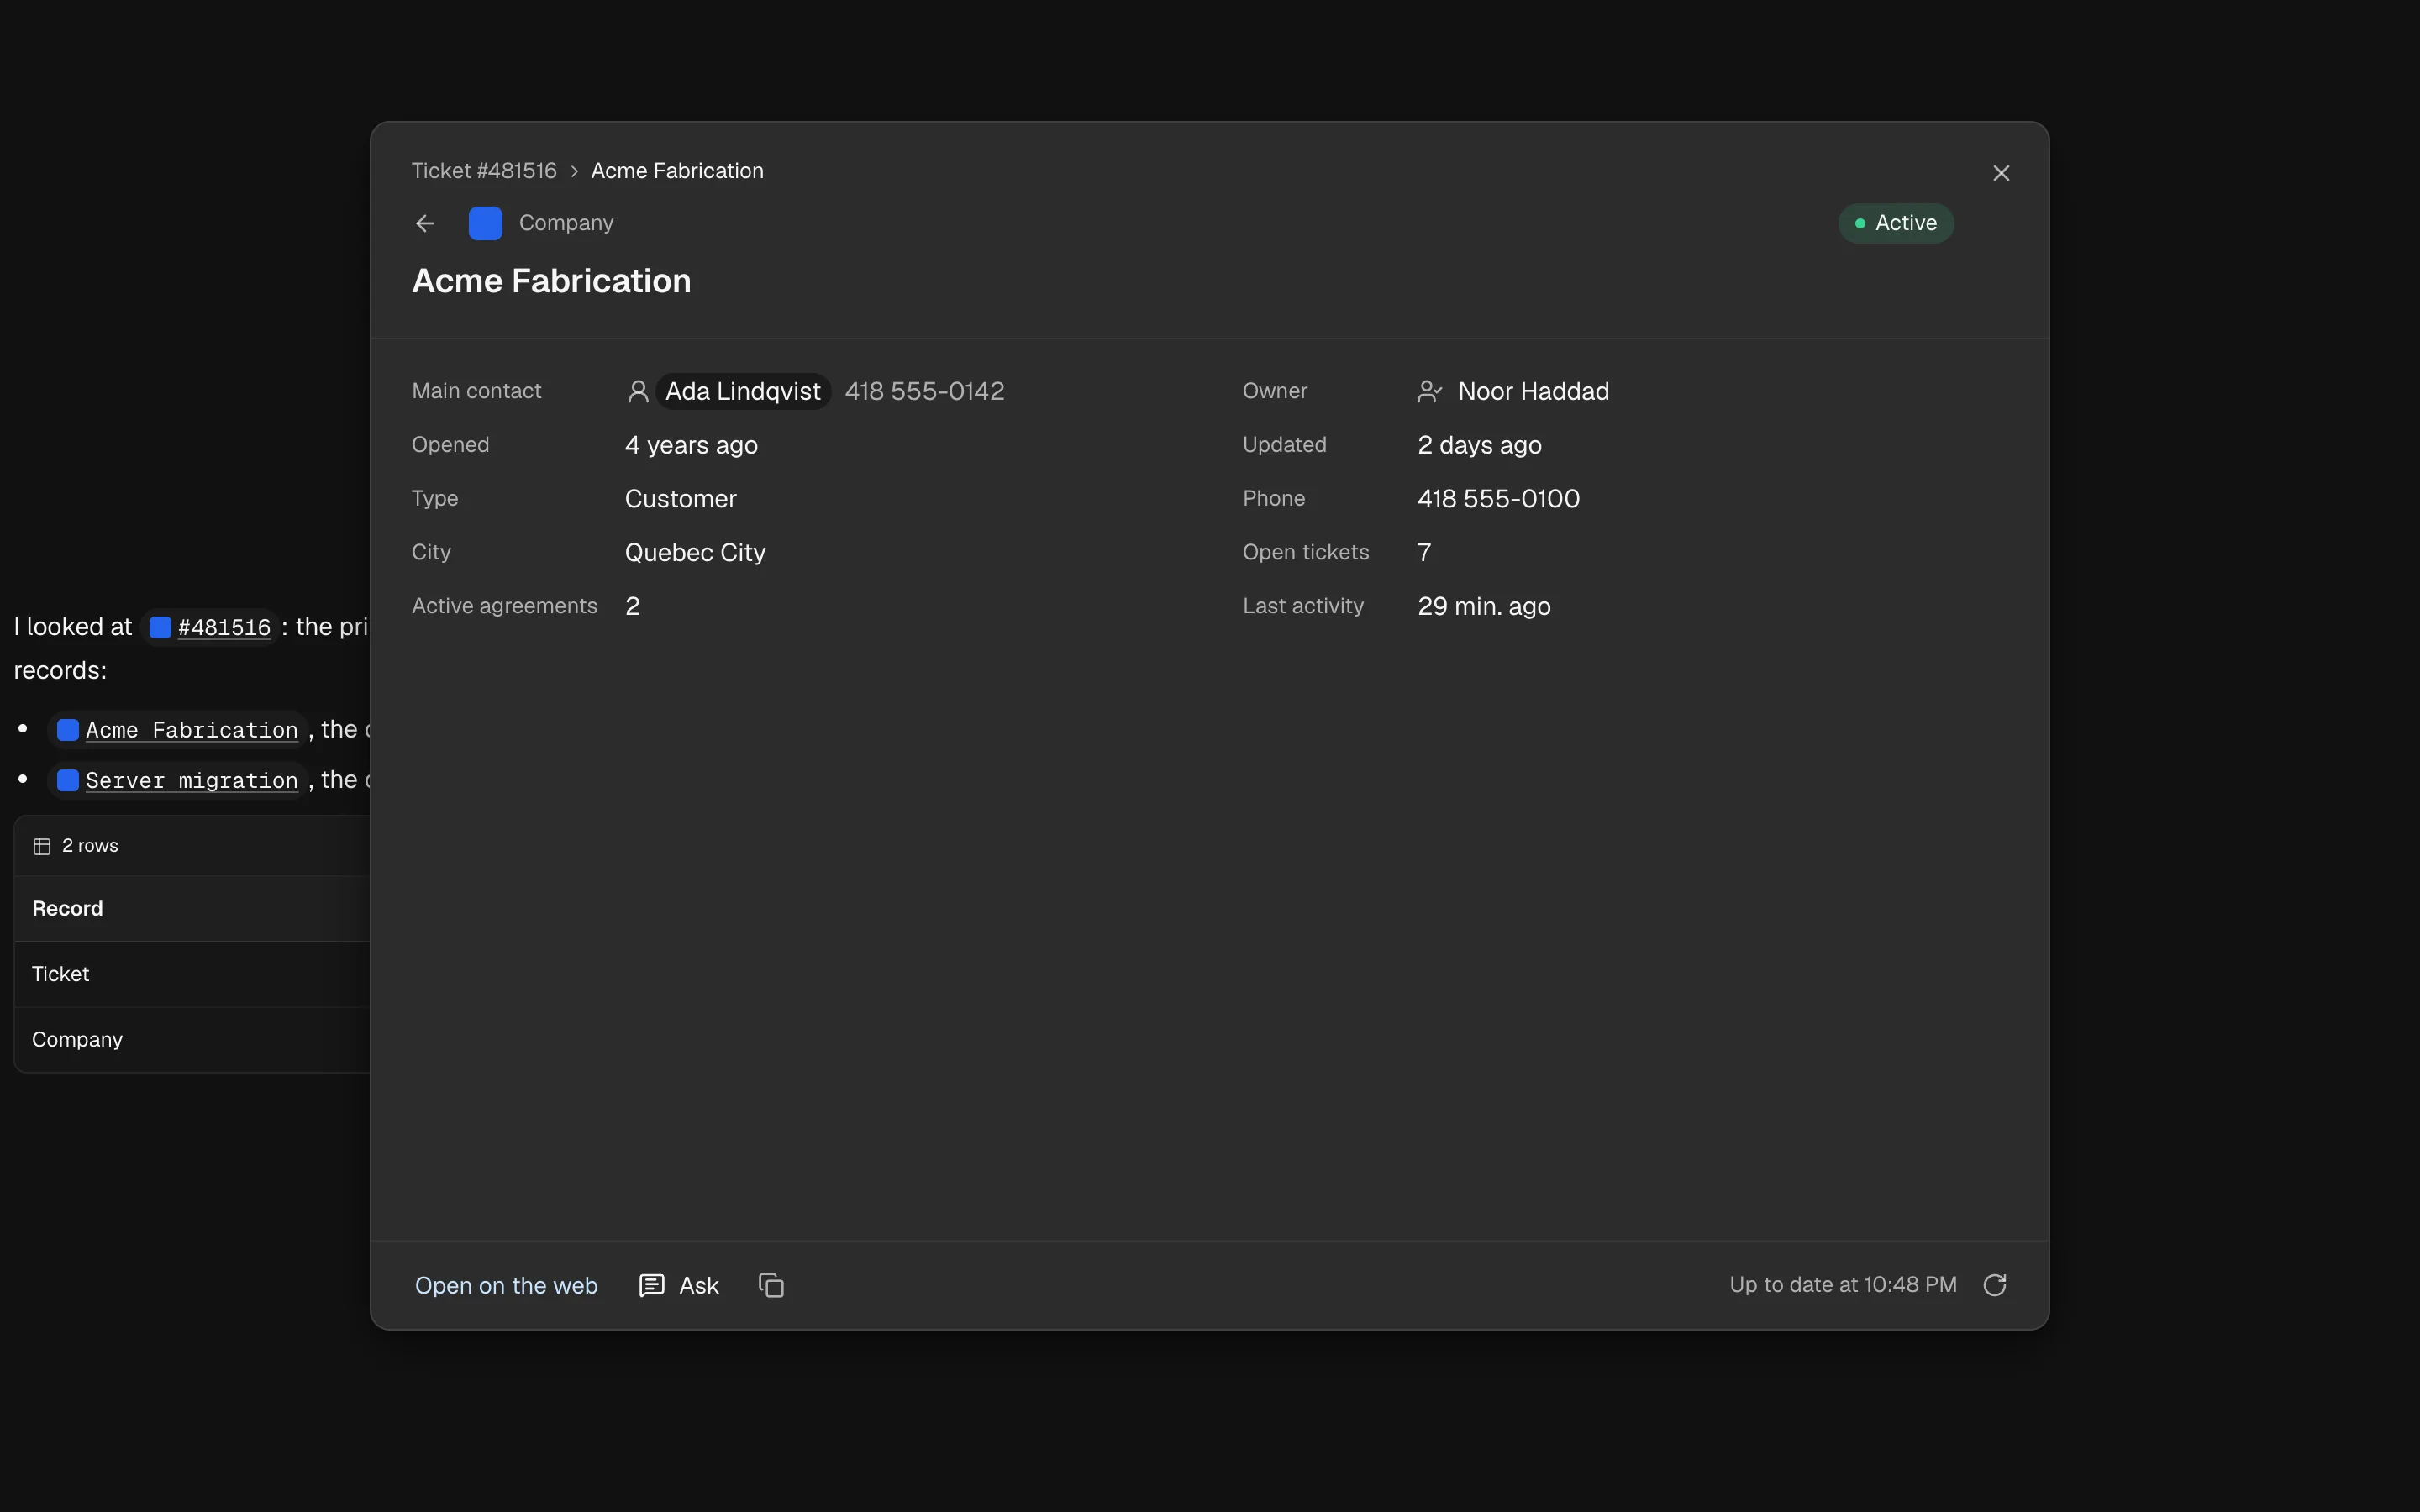 Ticket #481516 > Acme Fabrication
Company
Active
Acme Fabrication
Main contact Ada Lindqvist 418 555-0142
Owner Noor Haddad
Opened 4 years ago
Updated 2 days ago
Type Customer
Phone 418 555-0100
City Quebec City
Open tickets 7
Active agreements 2
Last activity 29 min. ago
Open on the web
Ask
Up to date at 10:48 PM
I looked at #481516 : the
records:
• Acme Fabrication , the
• Server migration , the
2 rows
Record
Ticket
Company